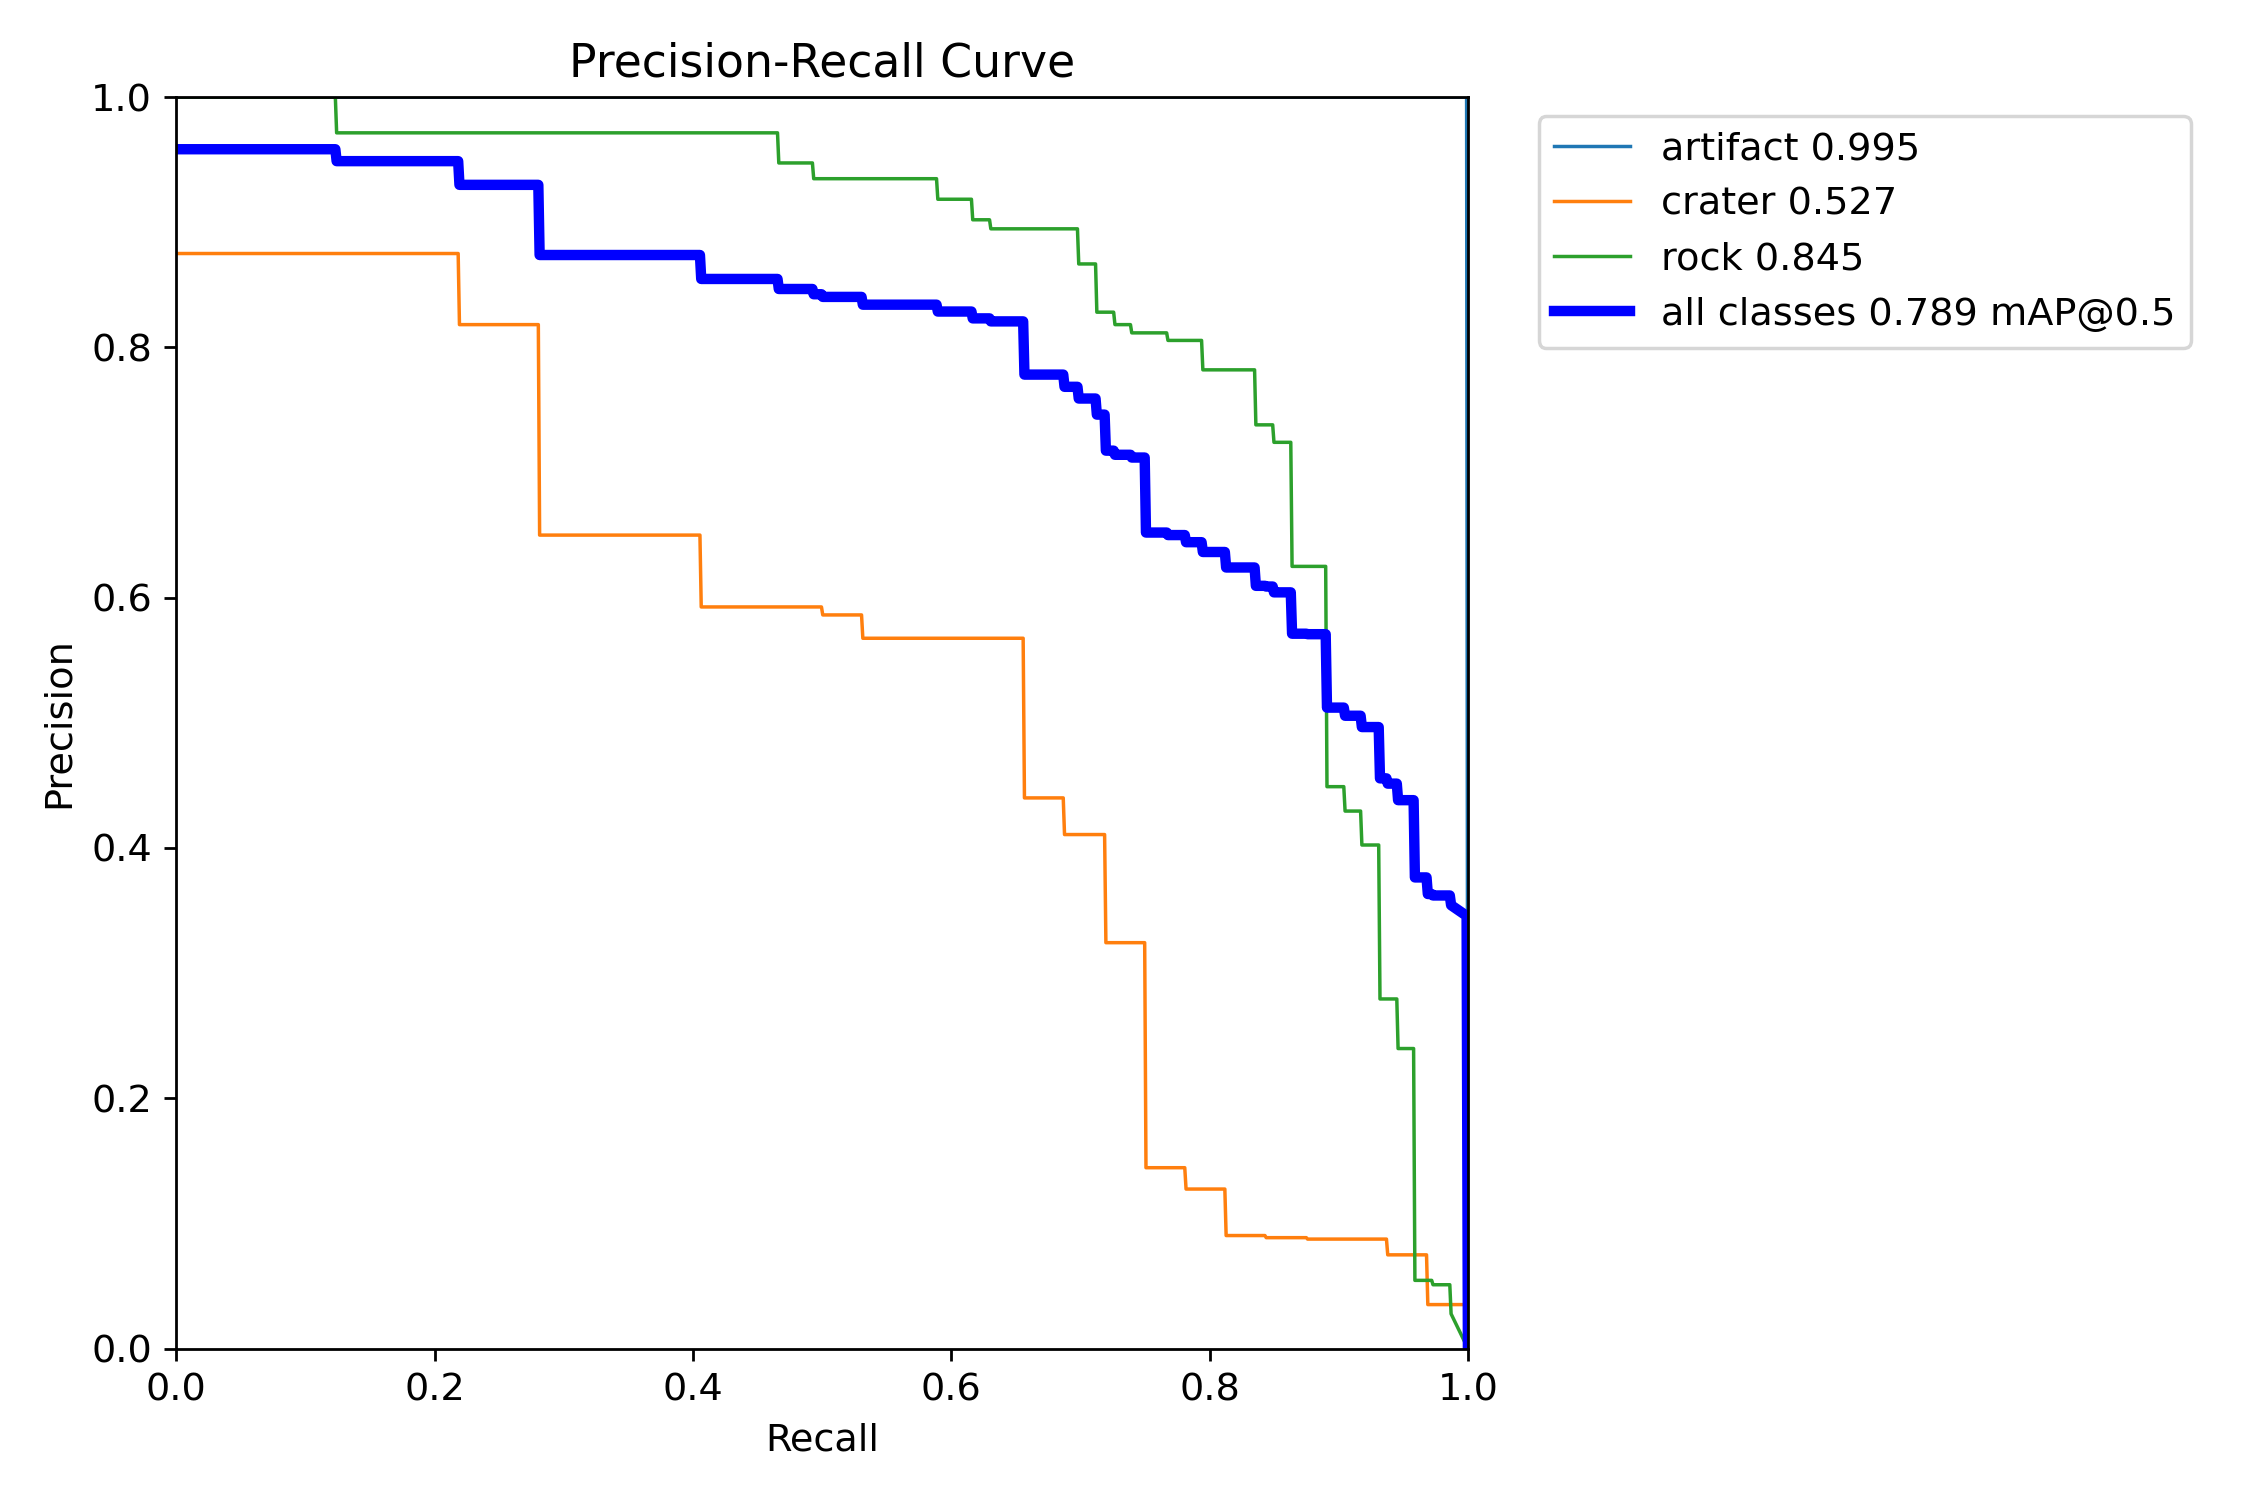 Precision-Recall Curve
artifact 0.995
crater 0.527
rock 0.845
all classes 0.789 mAP@0.5
Precision
1.0
0.8
0.6
0.4
0.2
0.0
0.0 0.2 0.4 0.6 0.8 1.0
Recall